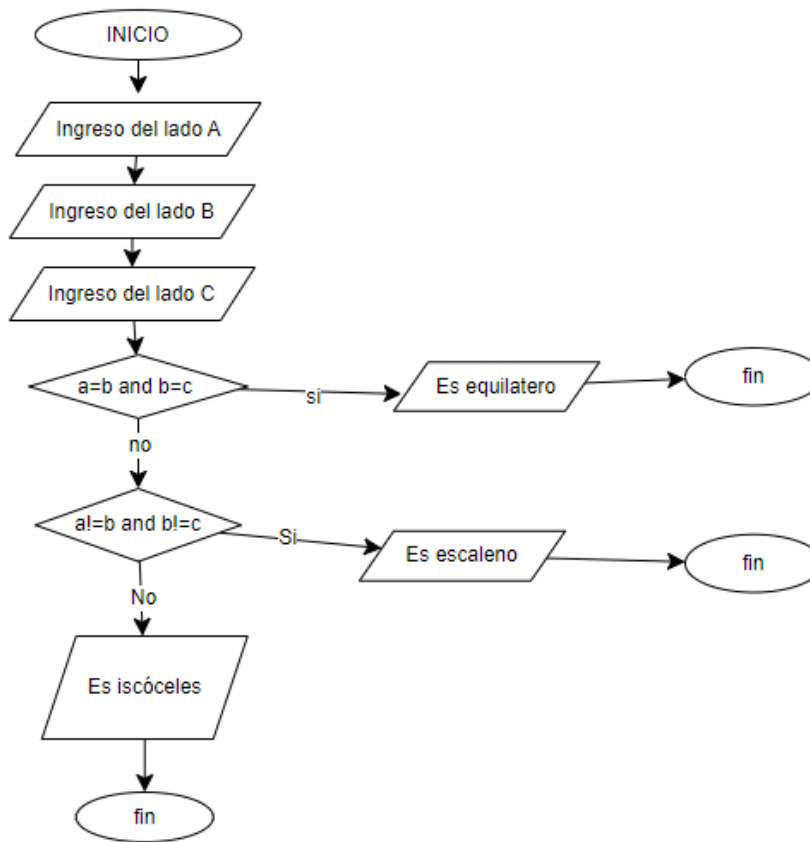 INICIO
Ingreso del lado A
Ingreso del lado B
Ingreso del lado C
a=b and b=c
si
Es equilatero
fin
no
a!=b and b!=c
Si
Es escaleno
fin
No
Es iscóceles
fin